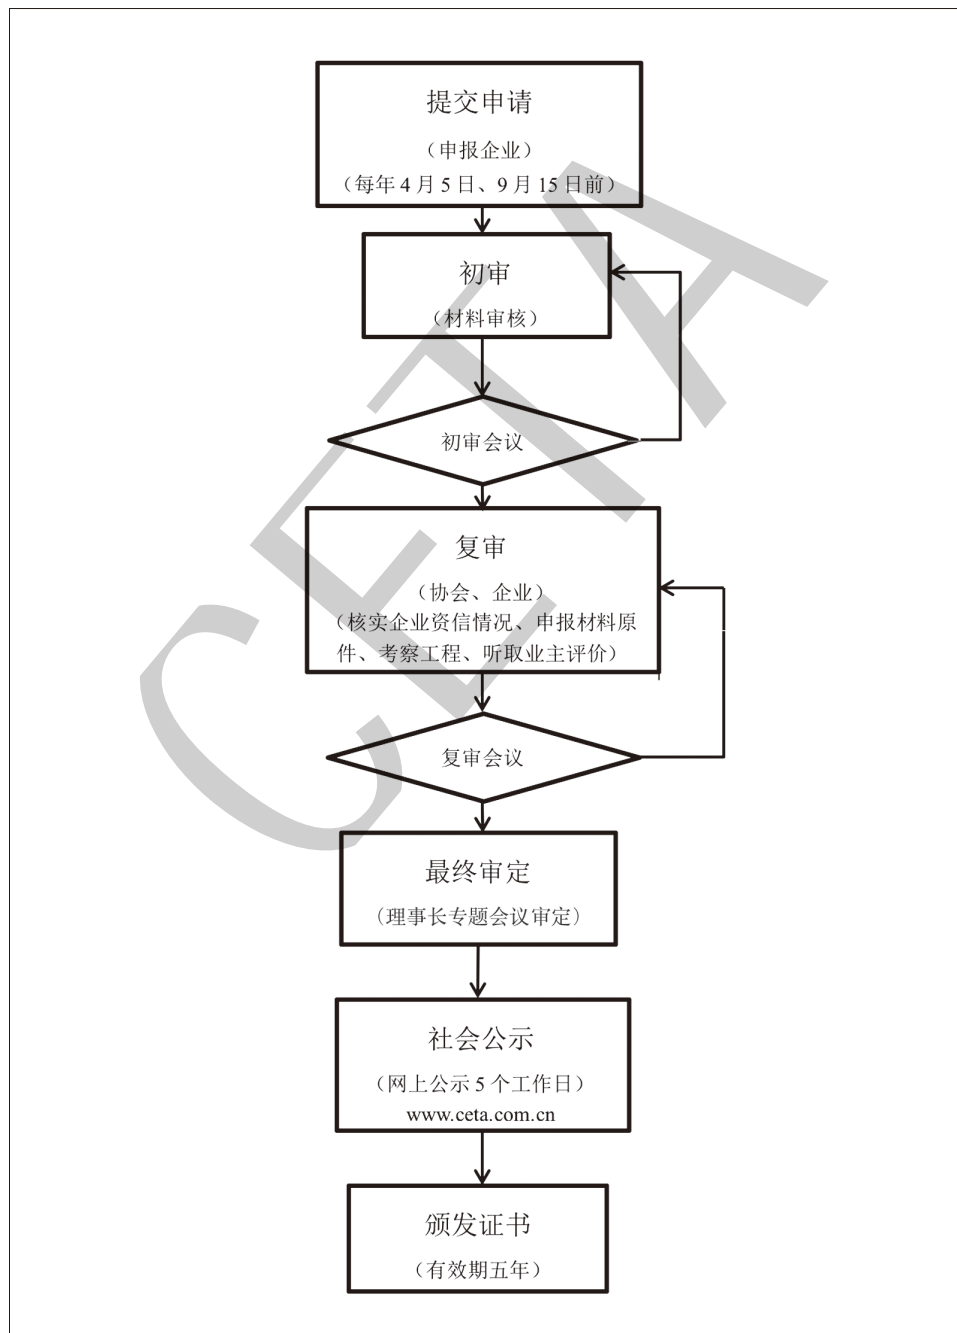 提交申请
（申报企业）
（每年 4 月 5 日、9 月 15 日前）
初审
（材料审核）
初审会议
复审
（协会、企业）
（核实企业资信情况、申报材料原
件、考察工程、听取业主评价）
复审会议
最终审定
（理事长专题会议审定）
社会公示
（网上公示 5 个工作日）
www.ceta.com.cn
颁发证书
（有效期五年）
CETA